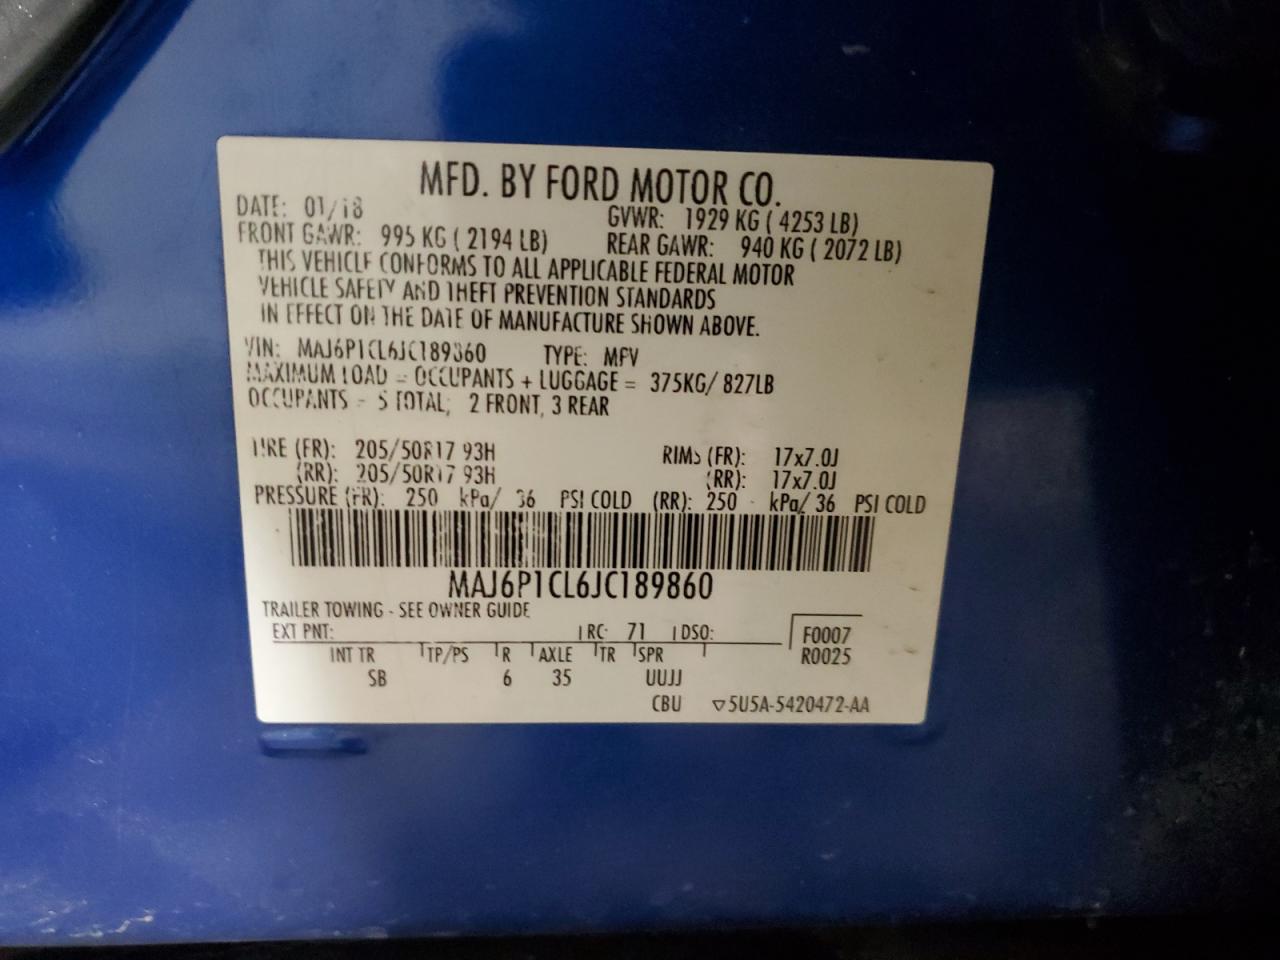 MFD. BY FORD MOTOR CO.
DATE: 01/18 GVWR: 1929 KG ( 4253 LB)
FRONT GAWR: 995 KG ( 2194 LB) REAR GAWR: 940 KG ( 2072 LB)
THIS VEHICLE CONFORMS TO ALL APPLICABLE FEDERAL MOTOR
VEHICLE SAFETY AND THEFT PREVENTION STANDARDS
IN EFFECT ON THE DATE OF MANUFACTURE SHOWN ABOVE.
VIN: MAJ6P1CL6JC189860 TYPE: MPV
MAXIMUM LOAD = OCCUPANTS + LUGGAGE = 375KG/ 827LB
OCCUPANTS - 5 TOTAL; 2 FRONT, 3 REAR
TIRE (FR): 205/50R17 93H RIMS (FR): 17x7.0J
(RR): 205/50R17 93H (RR): 17x7.0J
PRESSURE (FR): 250 kPa/ 36 PSI COLD (RR): 250 kPa/ 36 PSI COLD
MAJ6P1CL6JC189860
TRAILER TOWING - SEE OWNER GUIDE
EXT PNT: RC: 71 DSO: F0007
INT TR TP/PS R AXLE TR SPR R0025
SB 6 35 UUJJ
CBU ▽5U5A-5420472-AA